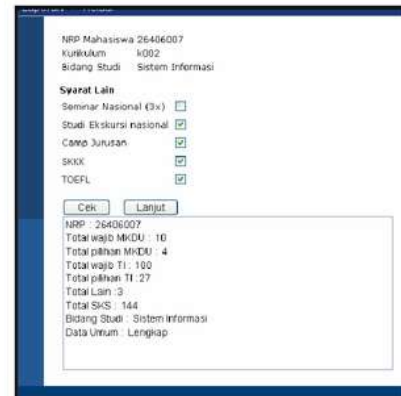 NRP Mahasiswa 26406007
Kurikulum k002
Bidang Studi Sistem Informasi
Syarat Lain
Seminar Nasional (3x)
Studi Ekskursi nasional
Camp Jurusan
SKKK
TOEFL
Cek Lanjut
NRP : 26406007
Total wajib MKDU : 10
Total pilihan MKDU : 4
Total wajib TI : 100
Total pilihan TI :27
Total Lain :3
Total SKS : 144
Bidang Studi : Sistem Informasi
Data Umum : Lengkap